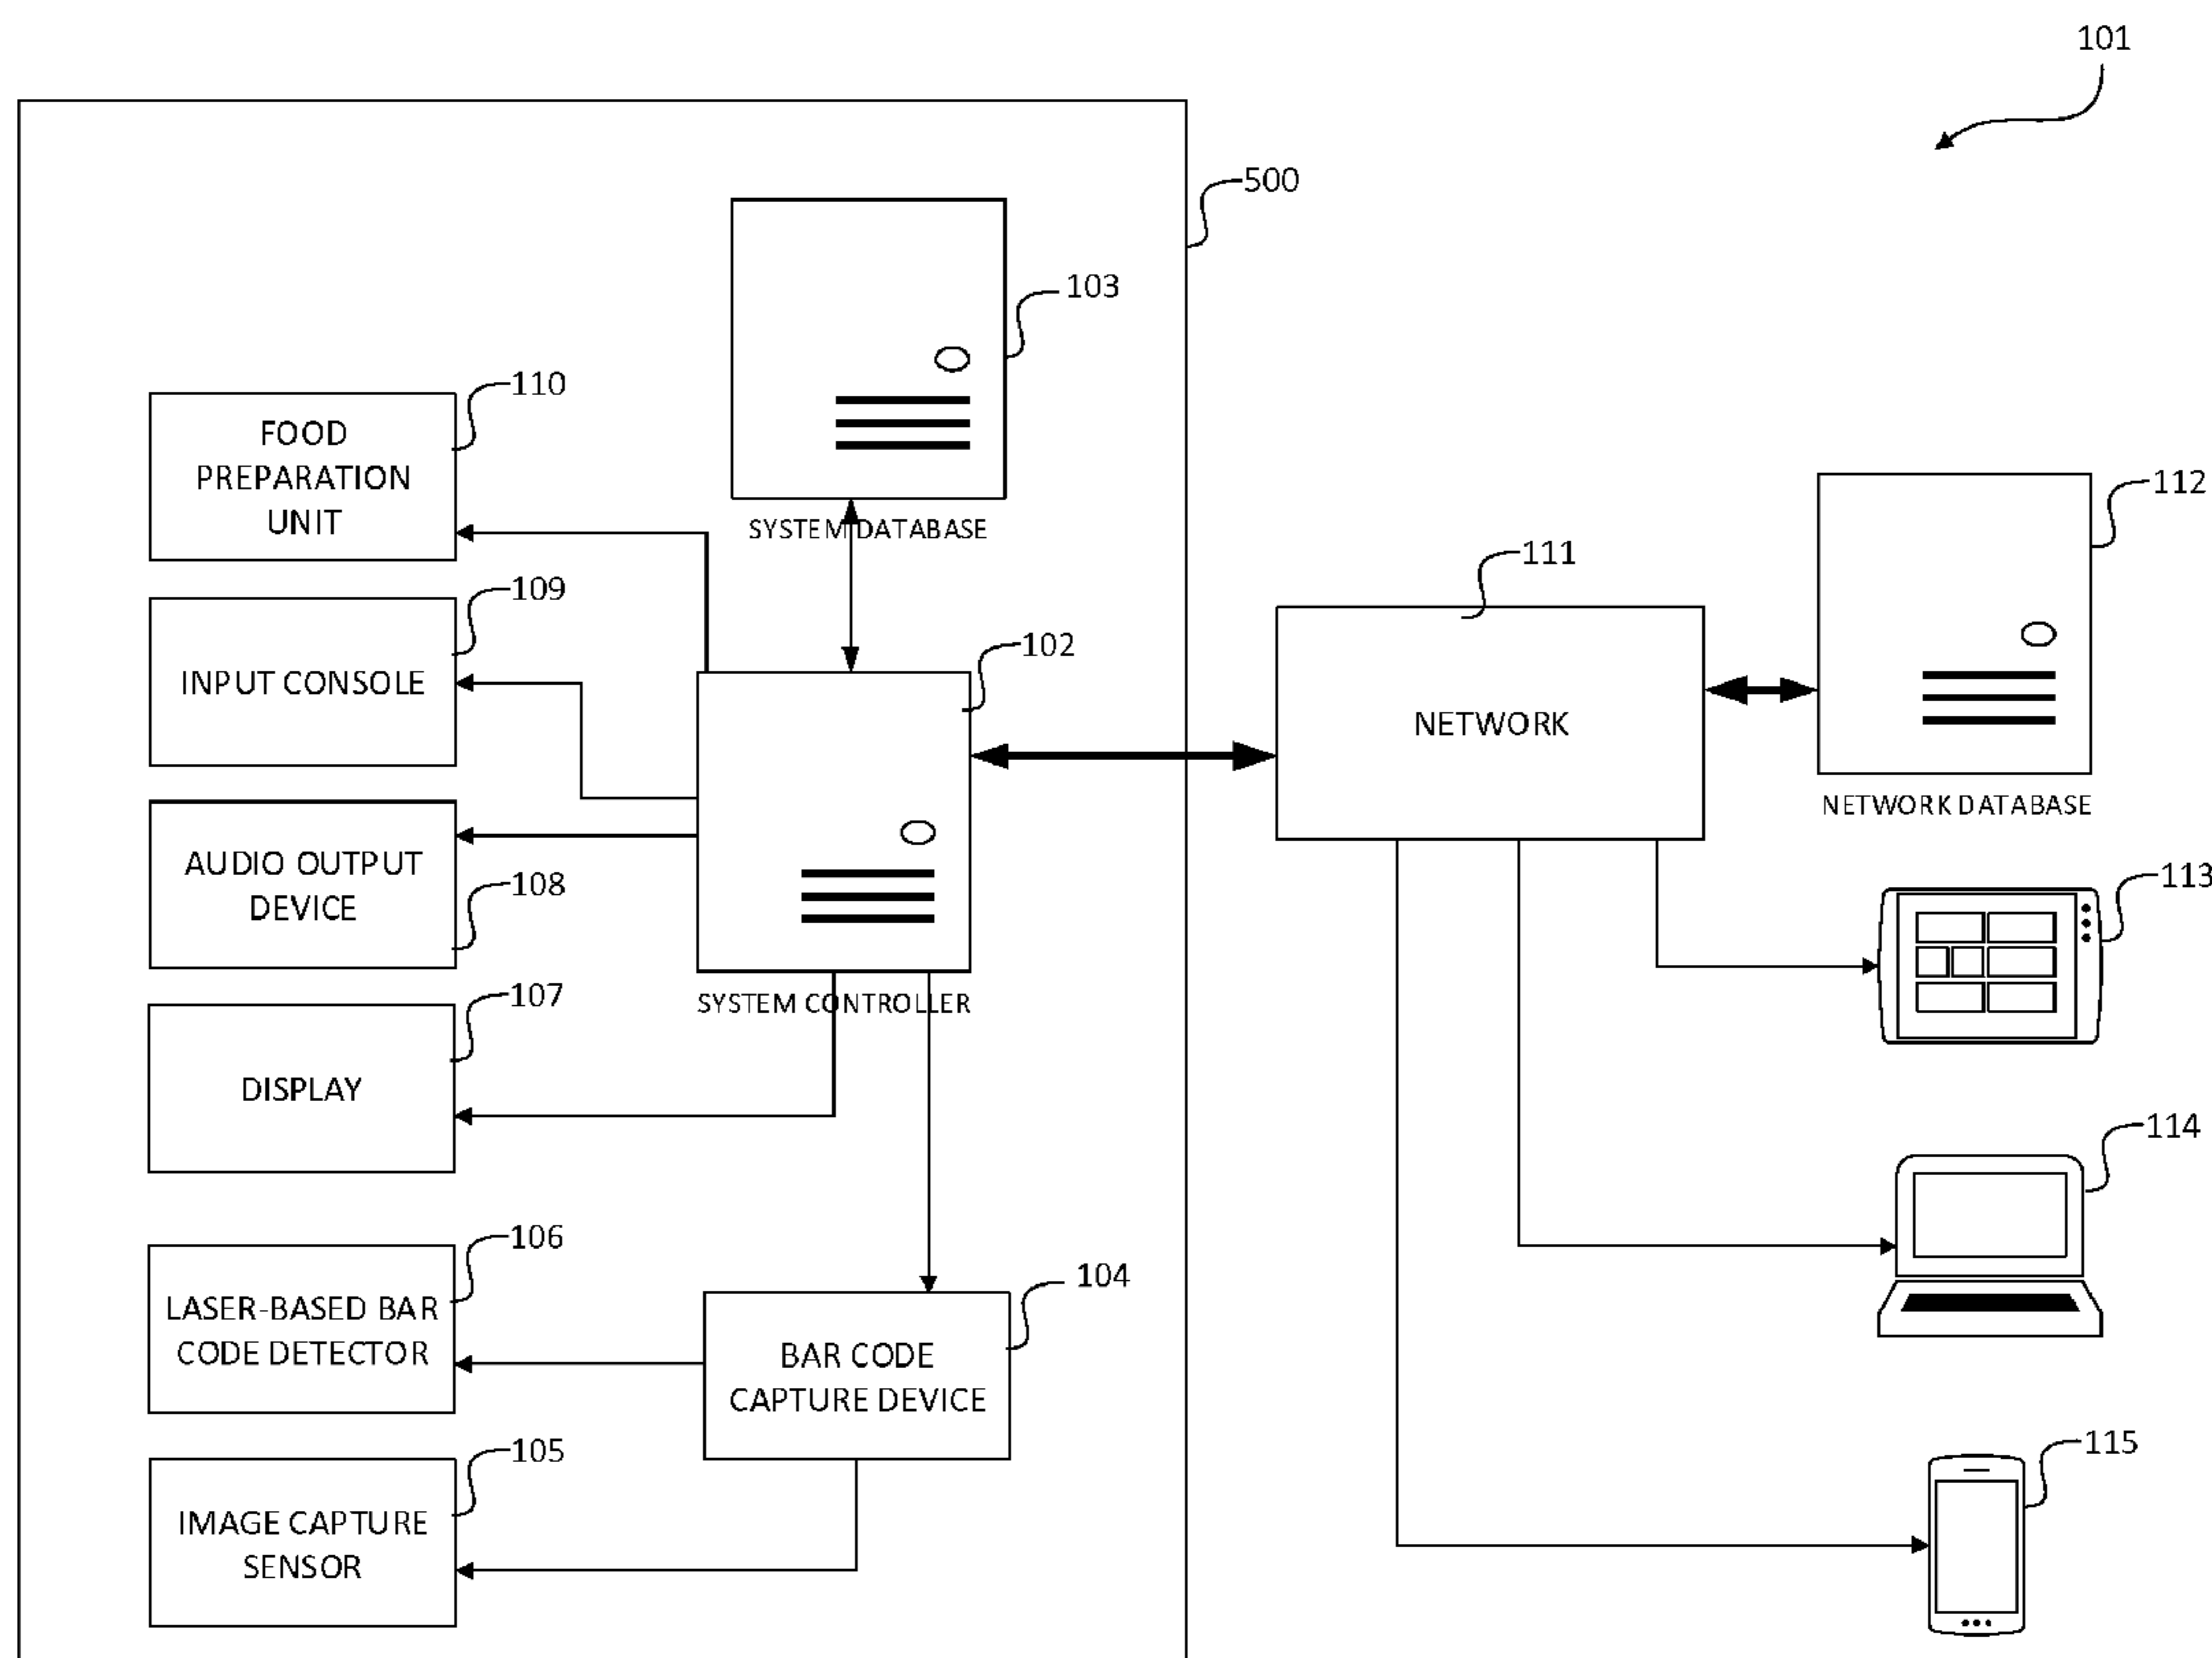 101
500
103
110
FOOD
PREPARATION
UNIT
SYSTEM DATABASE
109
INPUT CONSOLE
102
AUDIO OUTPUT
DEVICE
108
SYSTEM CONTROLLER
107
DISPLAY
106
LASER-BASED BAR
CODE DETECTOR
104
BAR CODE
CAPTURE DEVICE
105
IMAGE CAPTURE
SENSOR
111
NETWORK
112
NETWORK DATABASE
113
114
115